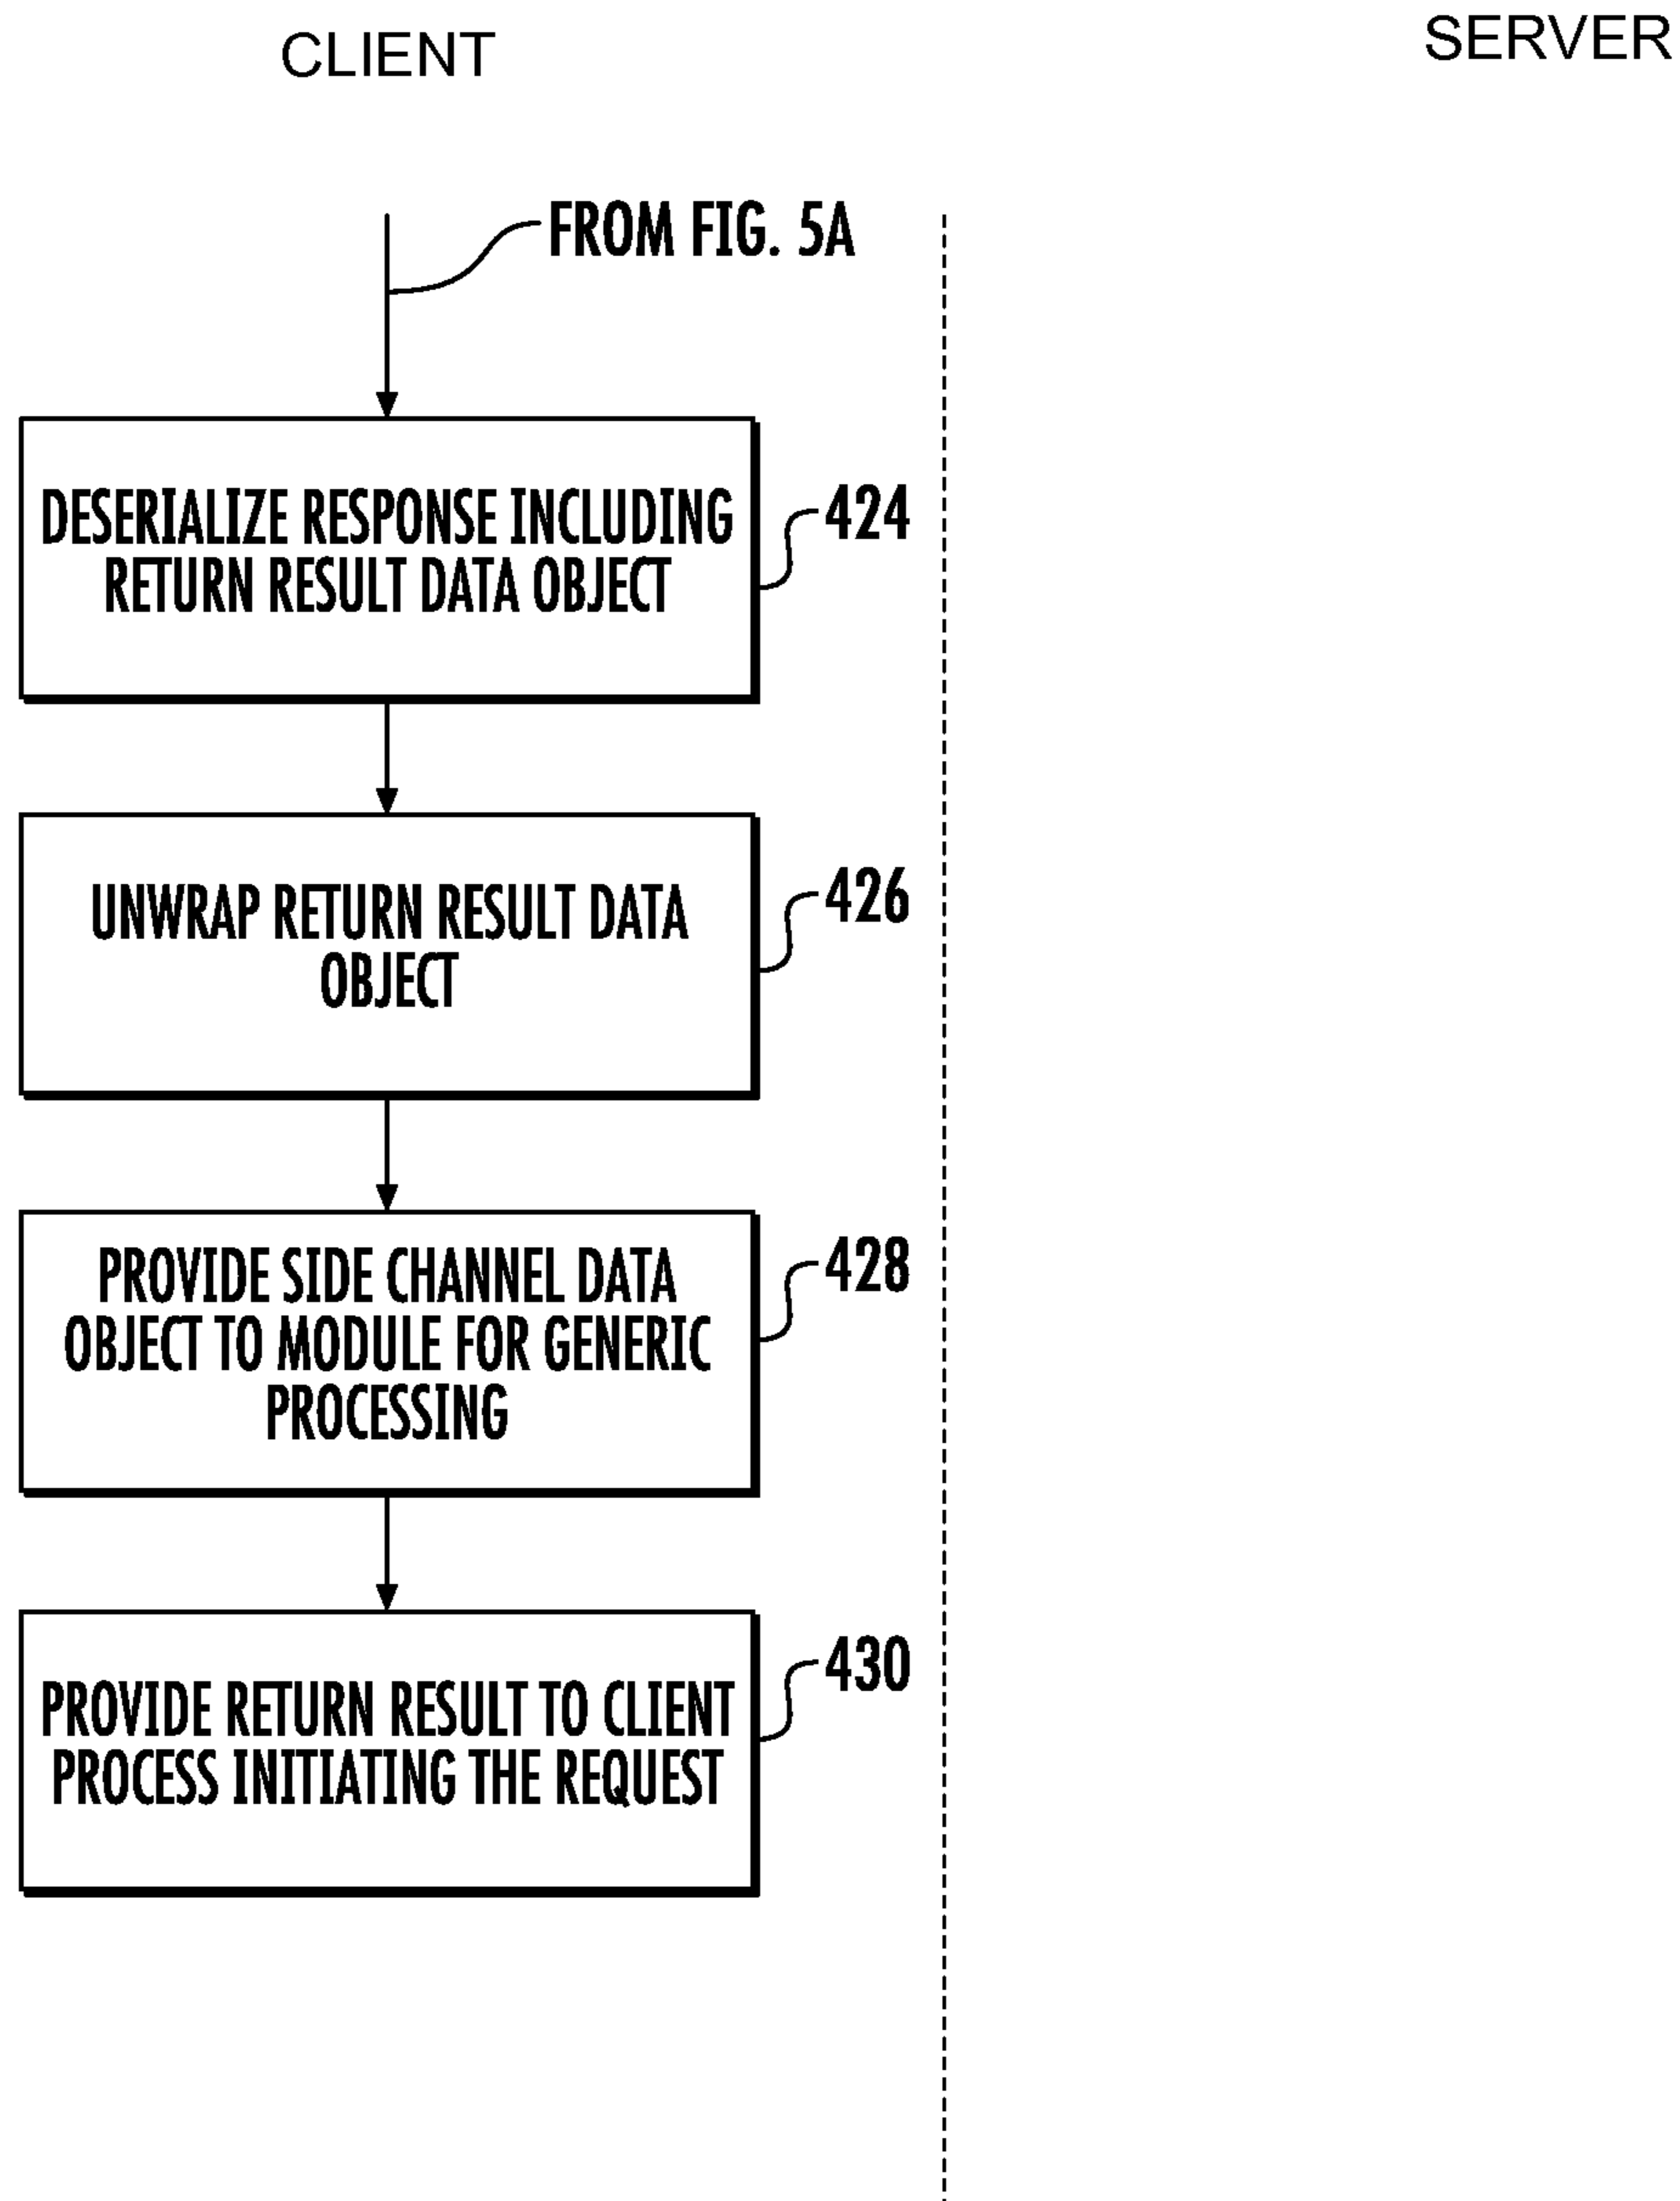 CLIENT
SERVER
FROM FIG. 5A
DESERIALIZE RESPONSE INCLUDING
RETURN RESULT DATA OBJECT
424
UNWRAP RETURN RESULT DATA
OBJECT
426
PROVIDE SIDE CHANNEL DATA
OBJECT TO MODULE FOR GENERIC
PROCESSING
428
PROVIDE RETURN RESULT TO CLIENT
PROCESS INITIATING THE REQUEST
430